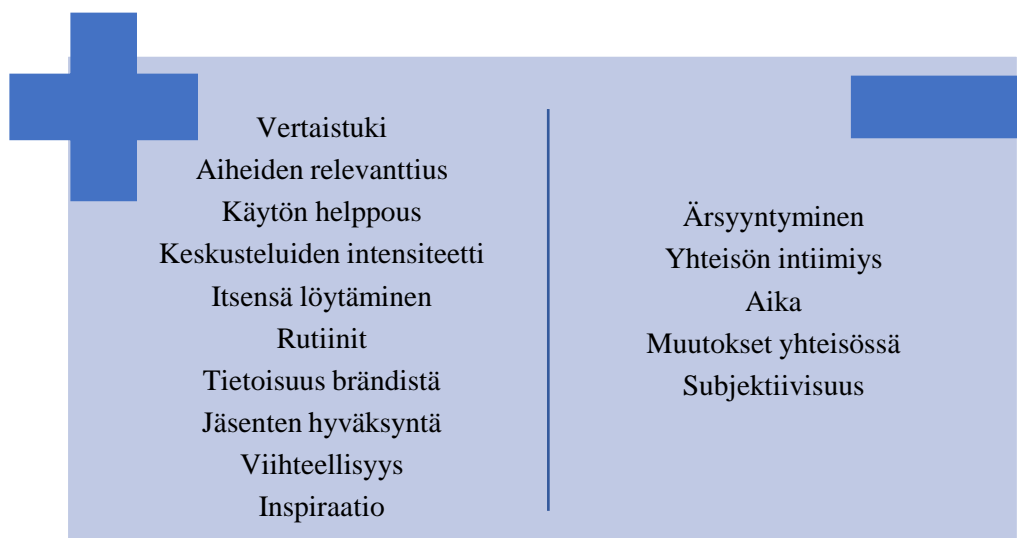 Vertaistuki
Aiheiden relevanttius
Käytön helppous
Keskusteluiden intensiteetti
Itsensä löytäminen
Rutiinit
Tietoisuus brändistä
Jäsenten hyväksyntä
Viihteellisyys
Inspiraatio
Ärsyyntyminen
Yhteisön intiimiys
Aika
Muutokset yhteisössä
Subjektiivisuus